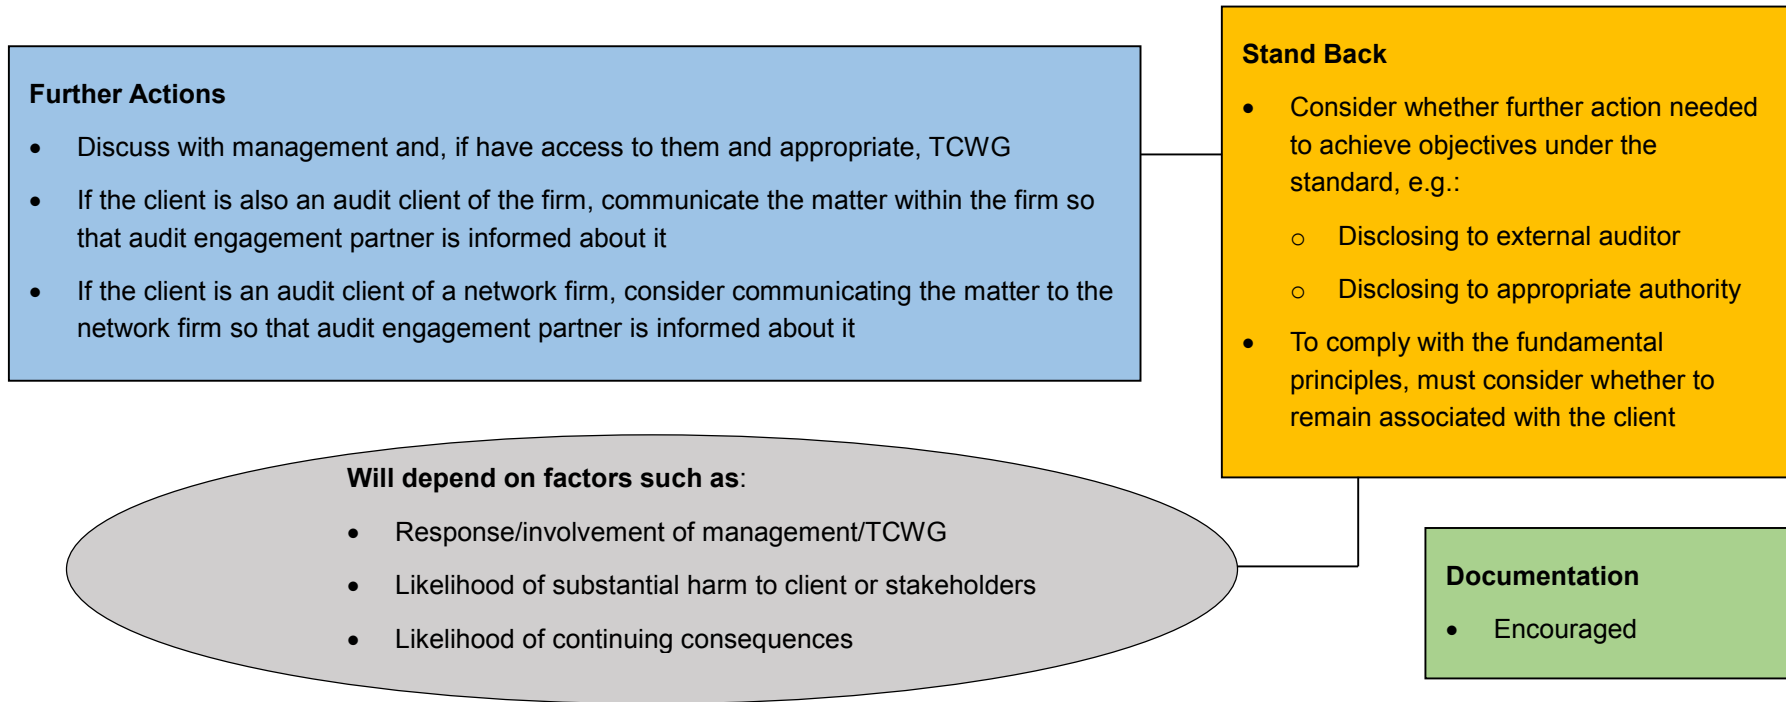 Further Actions
• Discuss with management and, if have access to them and appropriate, TCWG
• If the client is also an audit client of the firm, communicate the matter within the firm so
that audit engagement partner is informed about it
• If the client is an audit client of a network firm, consider communicating the matter to the
network firm so that audit engagement partner is informed about it
Stand Back
• Consider whether further action needed
to achieve objectives under the
standard, e.g.:
o Disclosing to external auditor
o Disclosing to appropriate authority
• To comply with the fundamental
principles, must consider whether to
remain associated with the client
Will depend on factors such as:
• Response/involvement of management/TCWG
• Likelihood of substantial harm to client or stakeholders
• Likelihood of continuing consequences
Documentation
• Encouraged